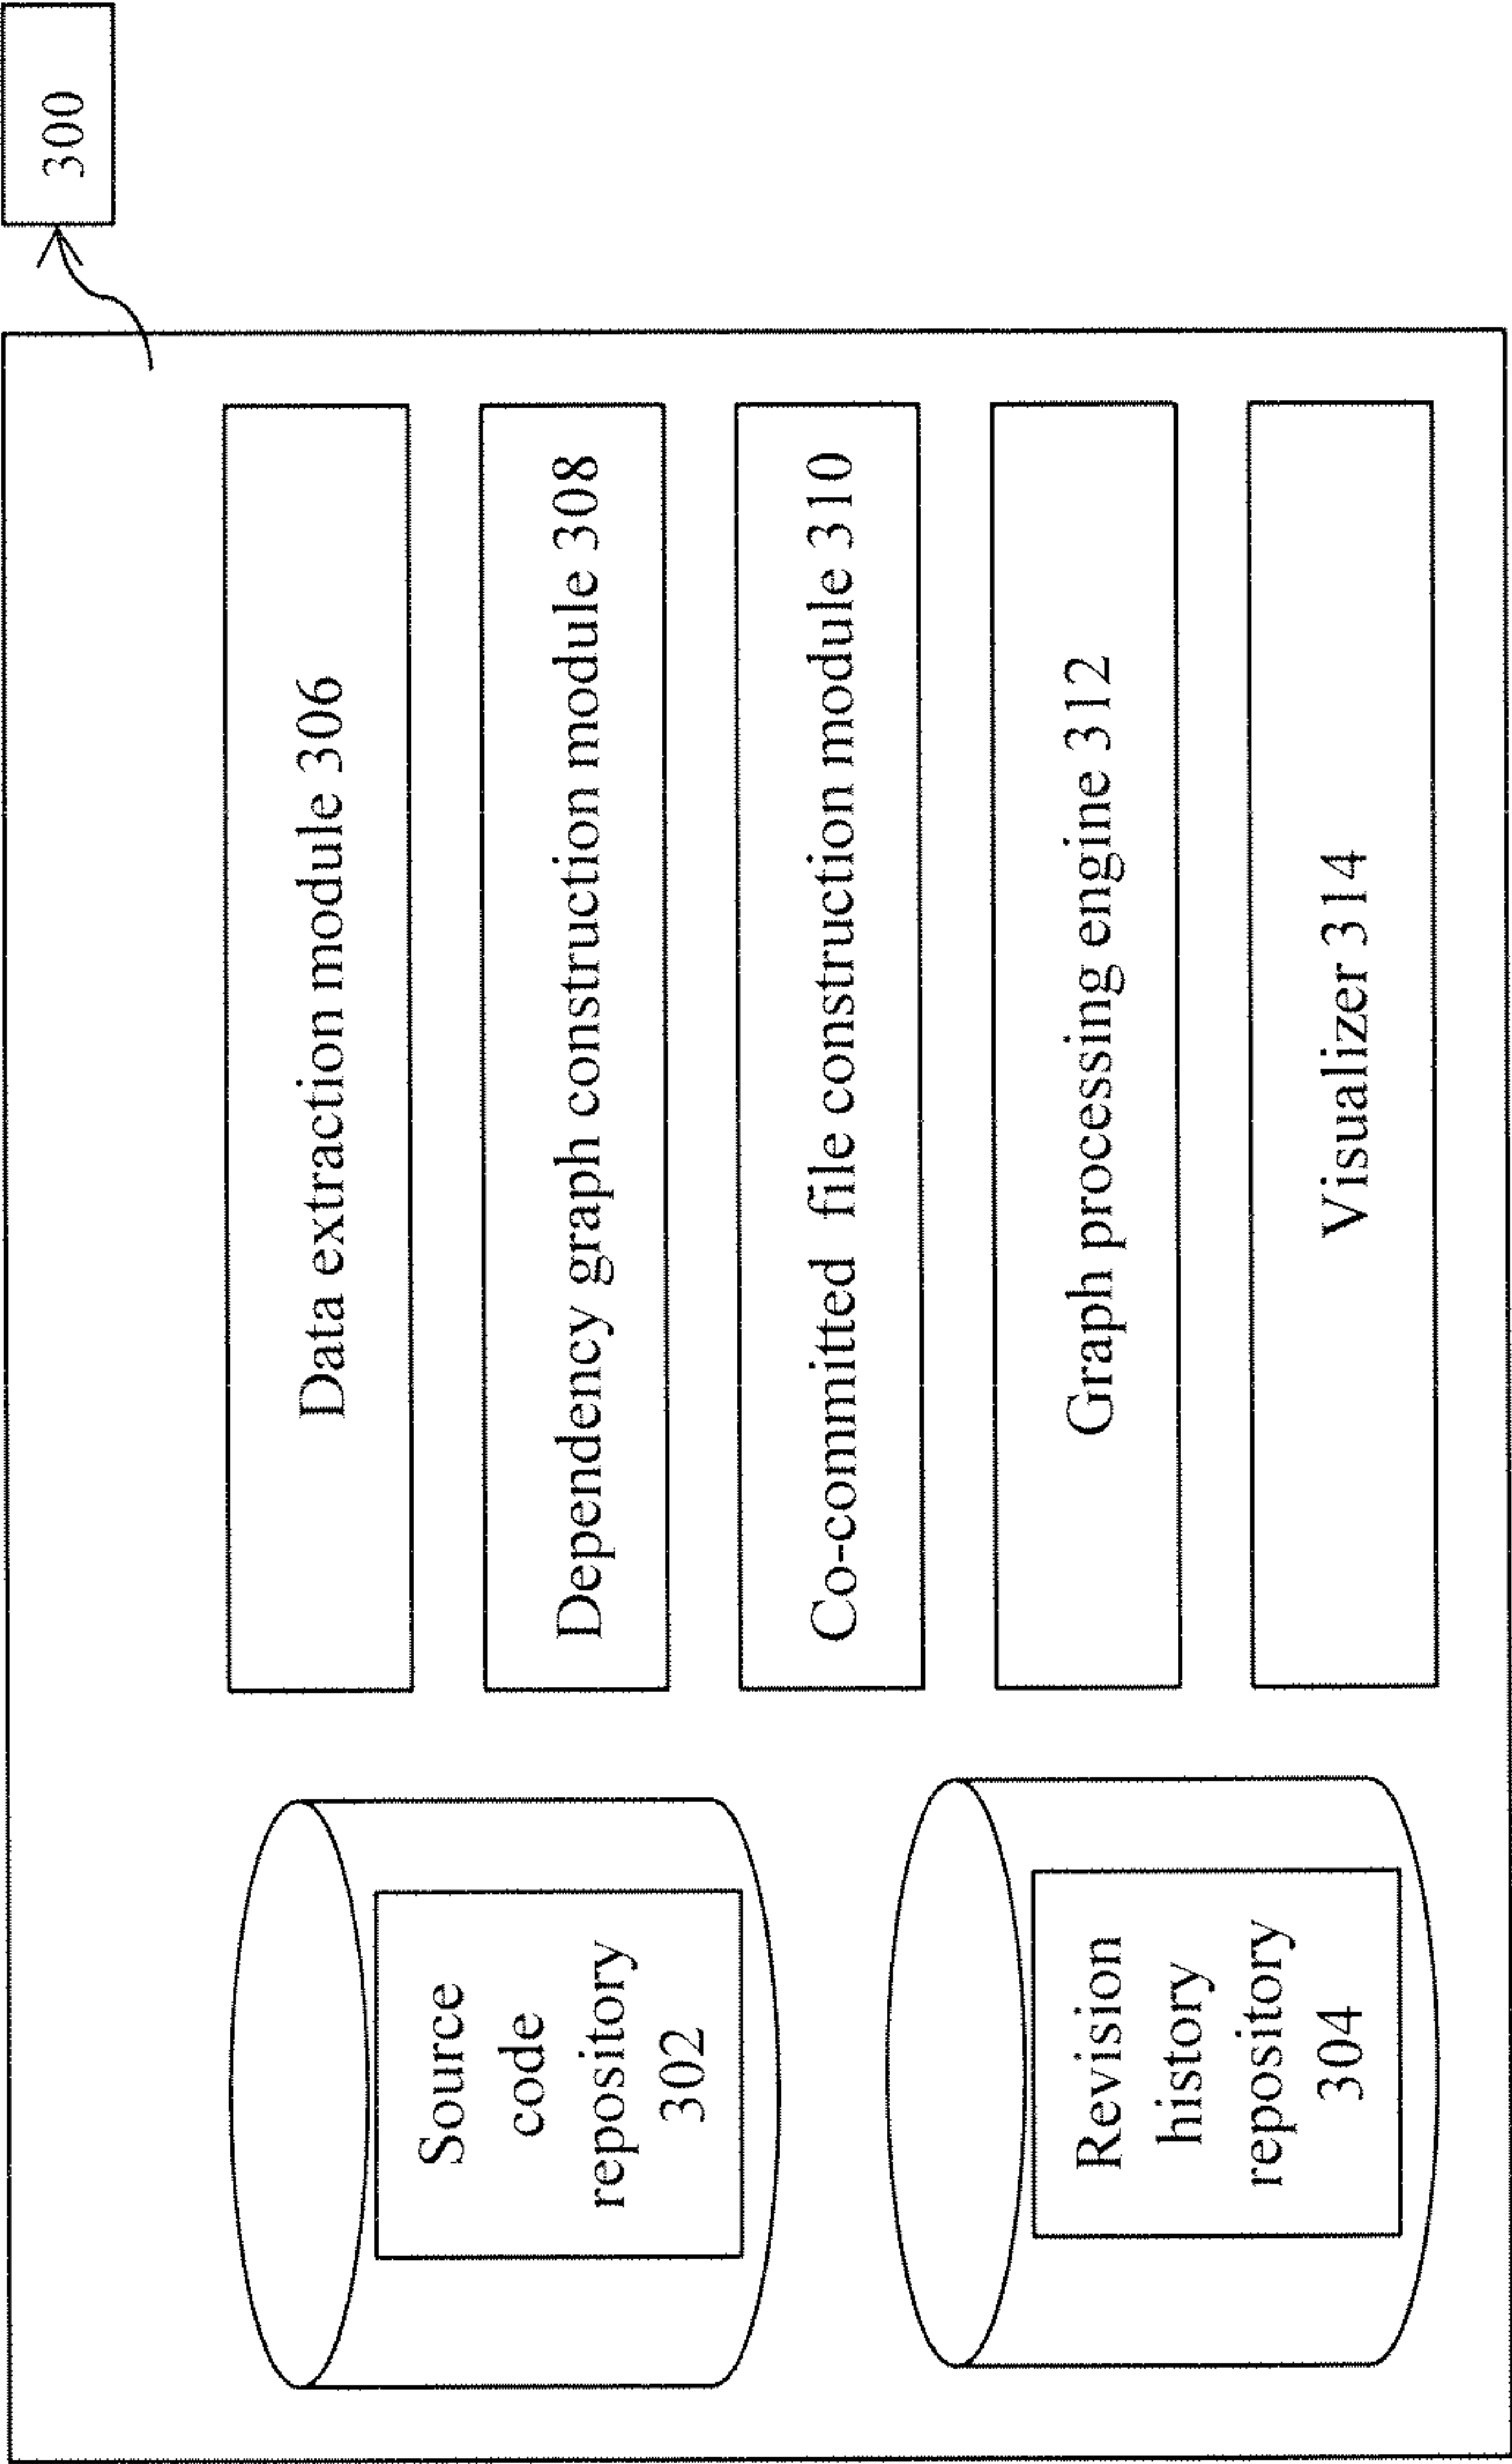 300
Source
code
repository
302
Revision
history
repository
304
Data extraction module 306
Dependency graph construction module 308
Co-committed file construction module 310
Graph processing engine 312
Visualizer 314